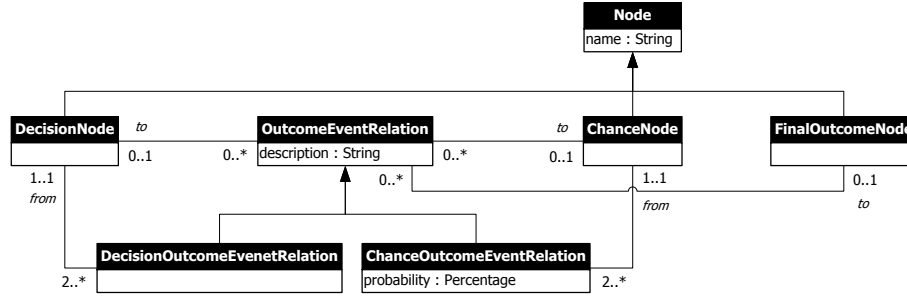 Node
name : String
DecisionNode
to
OutcomeEventRelation
to
ChanceNode
FinalOutcomeNode
0..1
0..*
description : String
0..*
0..1
1..1
0..*
1..1
0..1
from
from
to
DecisionOutcomeEvenetRelation
ChanceOutcomeEventRelation
2..*
probability : Percentage
2..*